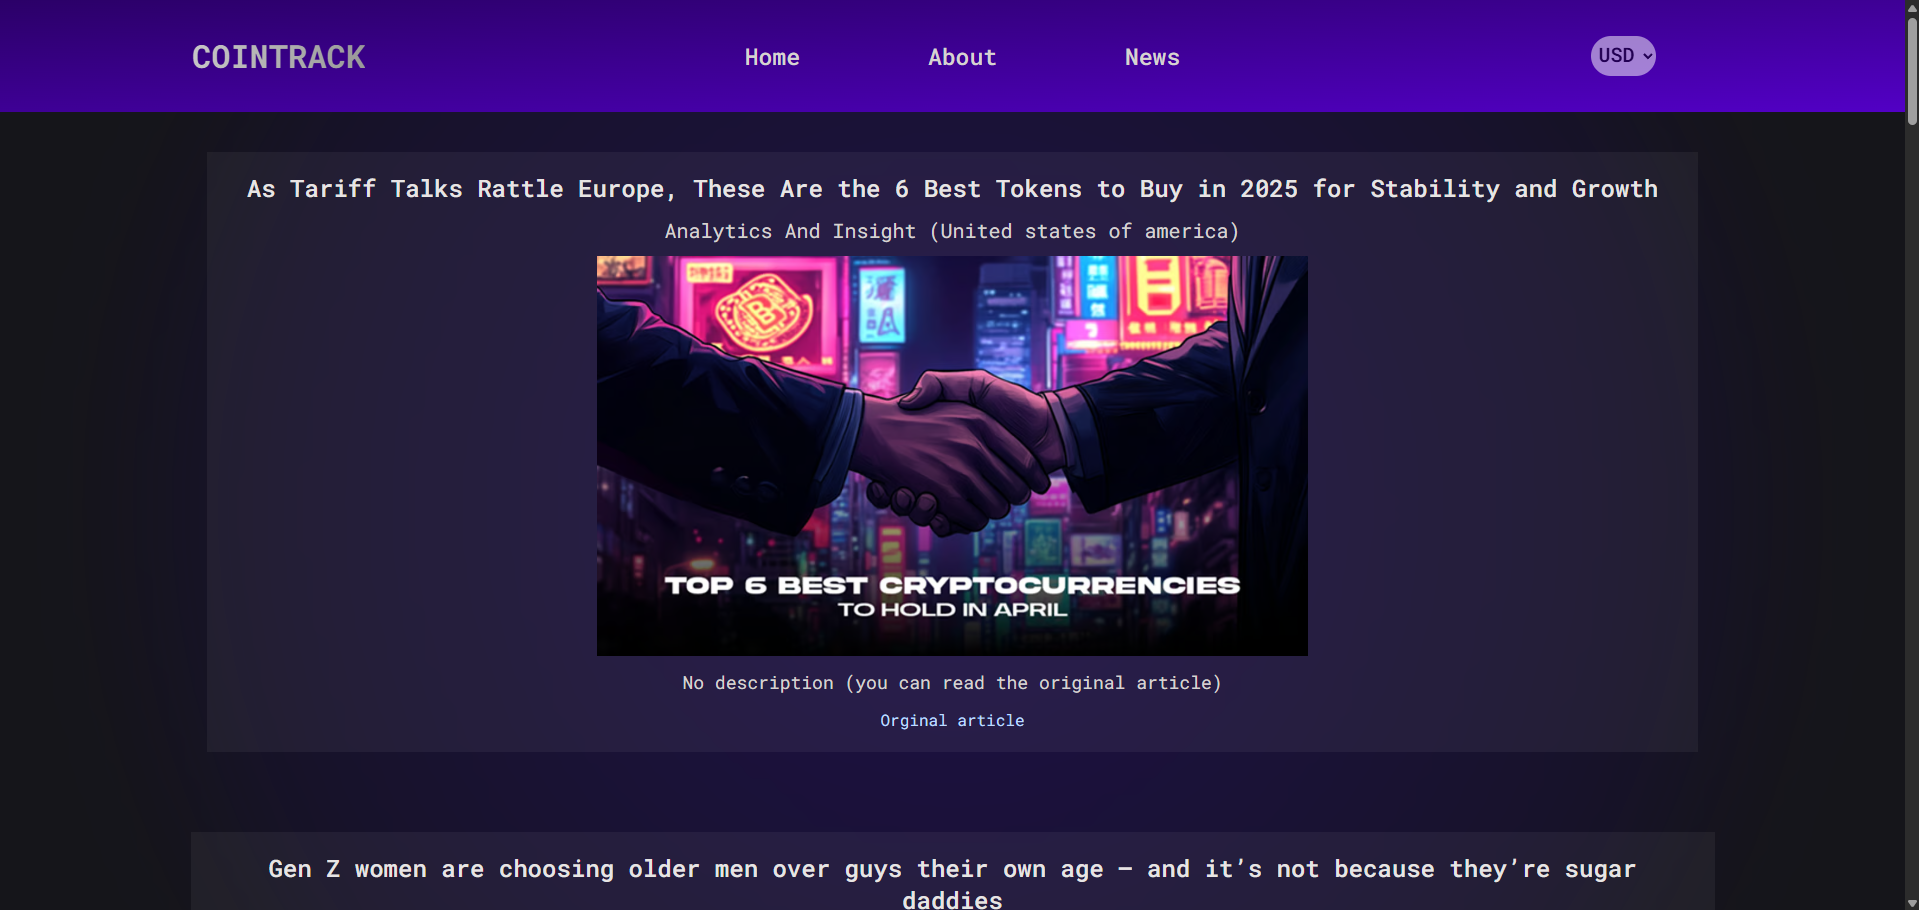 COINTRACK
Home
About
News
USD
As Tariff Talks Rattle Europe, These Are the 6 Best Tokens to Buy in 2025 for Stability and Growth
Analytics And Insight (United states of america)
TOP 6 BEST CRYPTOCURRENCIES
TO HOLD IN APRIL
No description (you can read the original article)
Orginal article
Gen Z women are choosing older men over guys their own age — and it’s not because they’re sugar
daddies